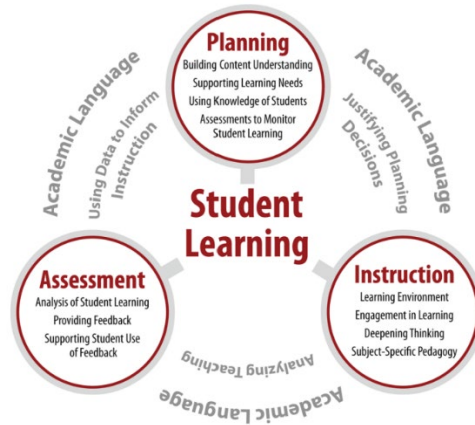 Planning
Building Content Understanding
Supporting Learning Needs
Using Knowledge of Students
Assessments to Monitor
Student Learning
Academic Language
Using Data to Inform
Instruction
Academic Language
Justifying Planning
Decisions
Student
Learning
Assessment
Analysis of Student Learning
Providing Feedback
Supporting Student Use
of Feedback
Instruction
Learning Environment
Engagement in Learning
Deepening Thinking
Subject-Specific Pedagogy
Analyzing Teaching
Academic Language